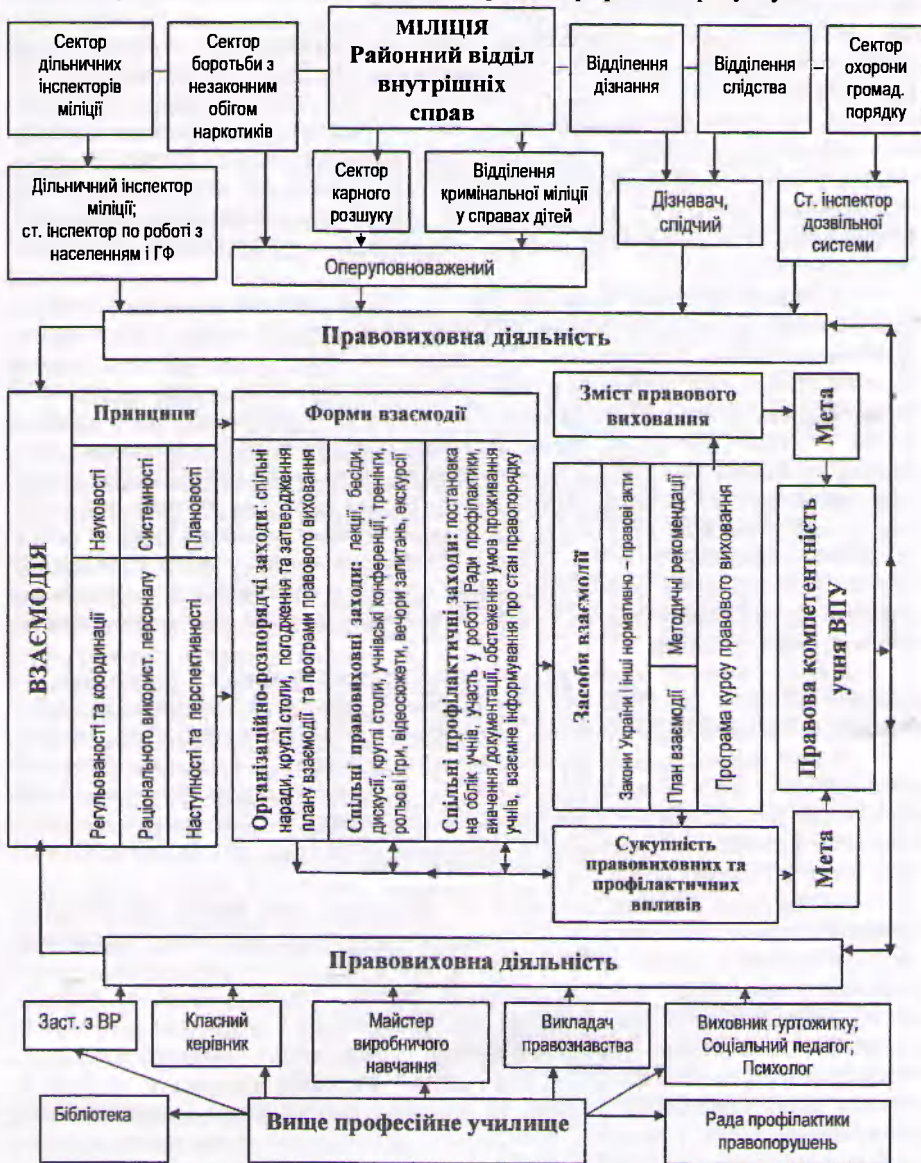 Сектор
дільничних
інспекторів
міліції
Сектор
боротьби з
незаконним
обігом
наркотиків
МІЛІЦІЯ
Районний відділ
внутрішніх
справ
Відділення
дізнання
Відділення
слідства
Сектор
охорони
громад.
порядку
Дільничний інспектор
міліції;
ст. інспектор по роботі з
населенням і ГФ
Сектор
карного
розшуку
Відділення
кримінальної міліції
у справах дітей
Дізнавач,
слідчий
Ст. інспектор
дозвільної
системи
Оперуповноважений
Правовиховна діяльність
ВЗАЄМОДІЯ
Принципи
Науковості
Системності
Плановості
Регульованості та координації
Раціонального використ. персоналу
Наступності та перспективності
Форми взаємодії
Організаційно-розпорядчі заходи: спільні
наради, круглі столи, погодження та затвердження
плану взаємодії та програми правового виховання
Спільні правовиховні заходи: лекції, бесіди,
дискусії, круглі столи, учнівські конференції, тренінги,
рольові ігри, відеосюжети, вечори запитань, екскурсії
Спільні профілактичні заходи: постановка
на облік учнів, участь у роботі Ради профілактики,
вивчення документації, обстеження умов проживання
учнів, взаємне інформування про стан правопорядку
Зміст правового
виховання
Мета
Засоби взаємодії
Закони України і інші нормативно – правові акти
Методичні рекомендації
План взаємодії
Програма курсу правового виховання
Правова компетентність
учня ВПУ
Сукупність
правовиховних та
профілактичних
впливів
Мета
Правовиховна діяльність
Заст. з ВР
Класний
керівник
Майстер
виробничого
навчання
Викладач
правознавства
Виховник гуртожитку;
Соціальний педагог;
Психолог
Бібліотека
Вище професійне училище
Рада профілактики
правопорушень